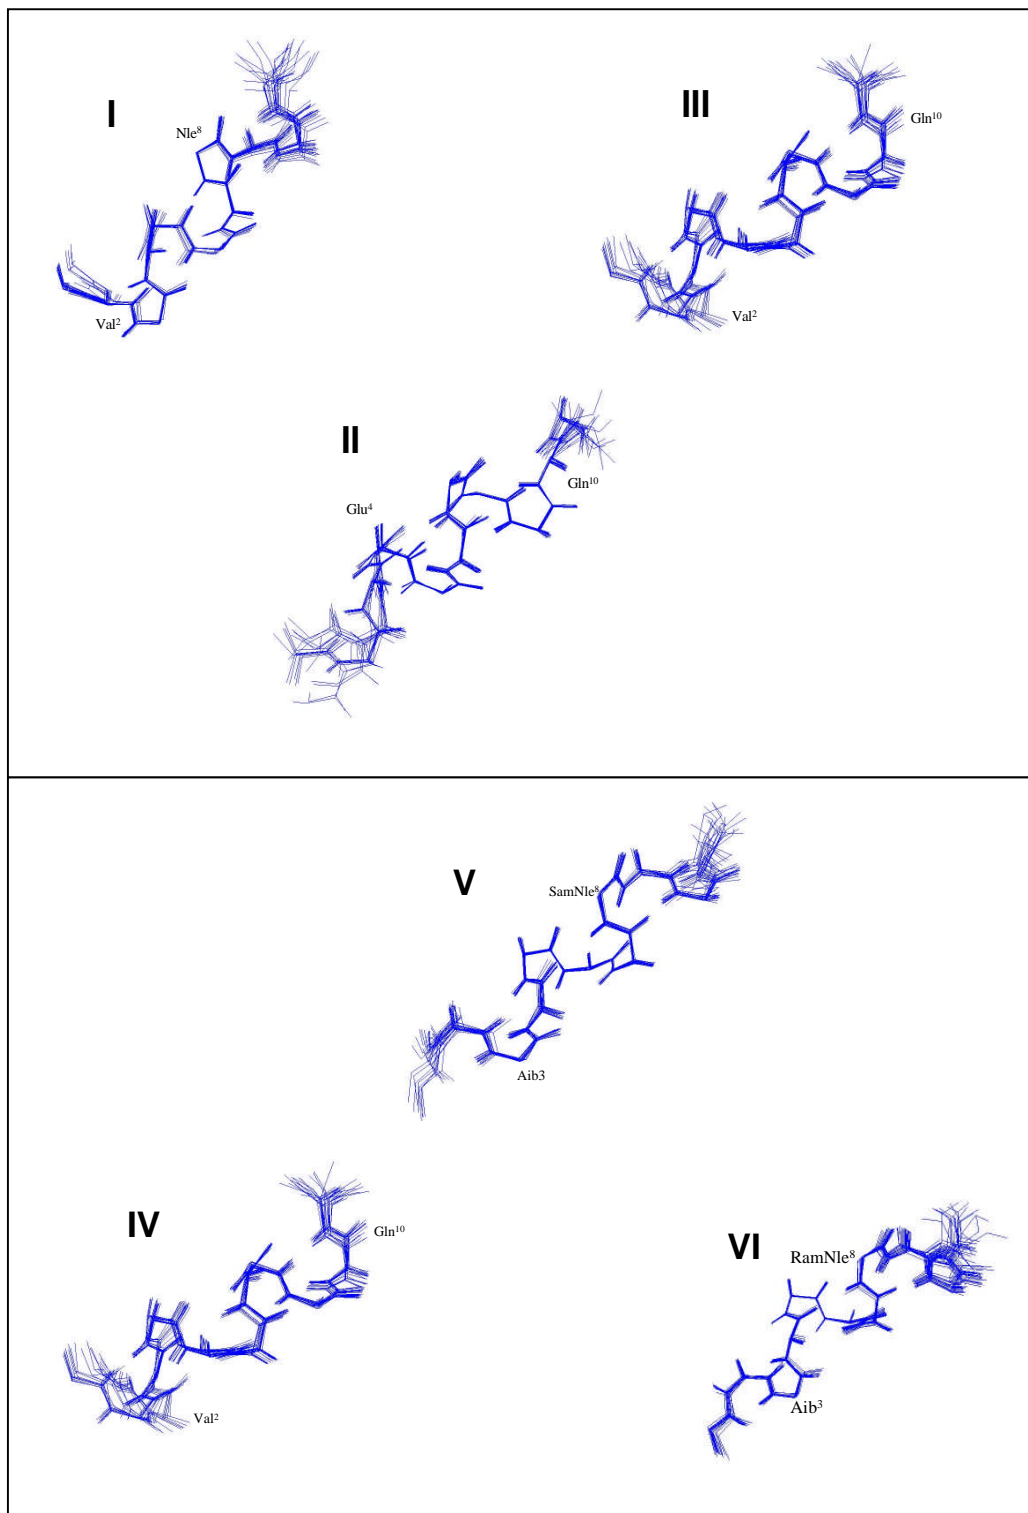 I
Nle⁸
Val²
III
Gln¹⁰
Val²
II
Gln¹⁰
Glu⁴
V
SamNle⁸
Aib3
IV
Gln¹⁰
Val²
VI
RamNle⁸
Aib³